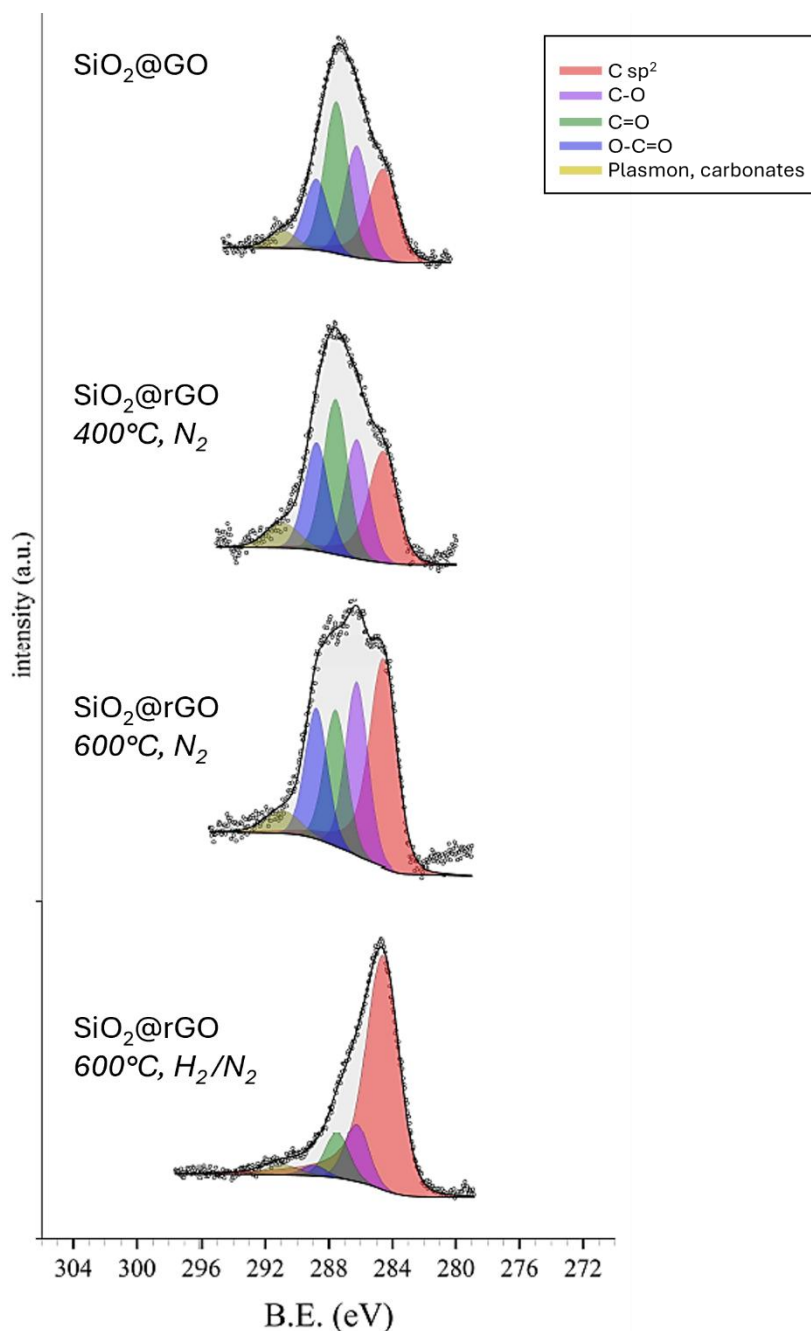 SiO₂@GO
C sp²
C-O
C=O
O-C=O
Plasmon, carbonates
SiO₂@rGO
400°C, N₂
SiO₂@rGO
600°C, N₂
SiO₂@rGO
600°C, H₂/N₂
intensity (a.u.)
304 300 296 292 288 284 280 276 272
B.E. (eV)